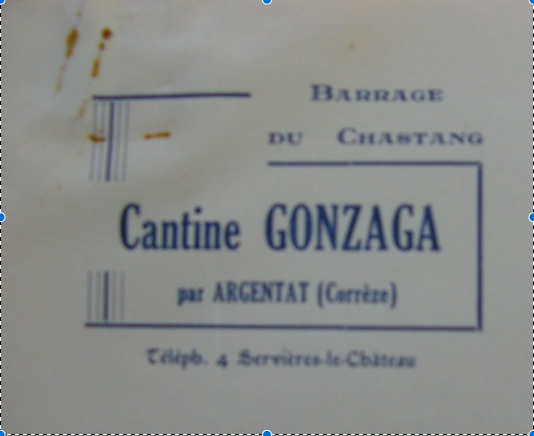 BARRAGE
DU CHASTANG
Cantine GONZAGA
par ARGENTAT (Corrèze)
Téléph. 4 Servières-le-Château